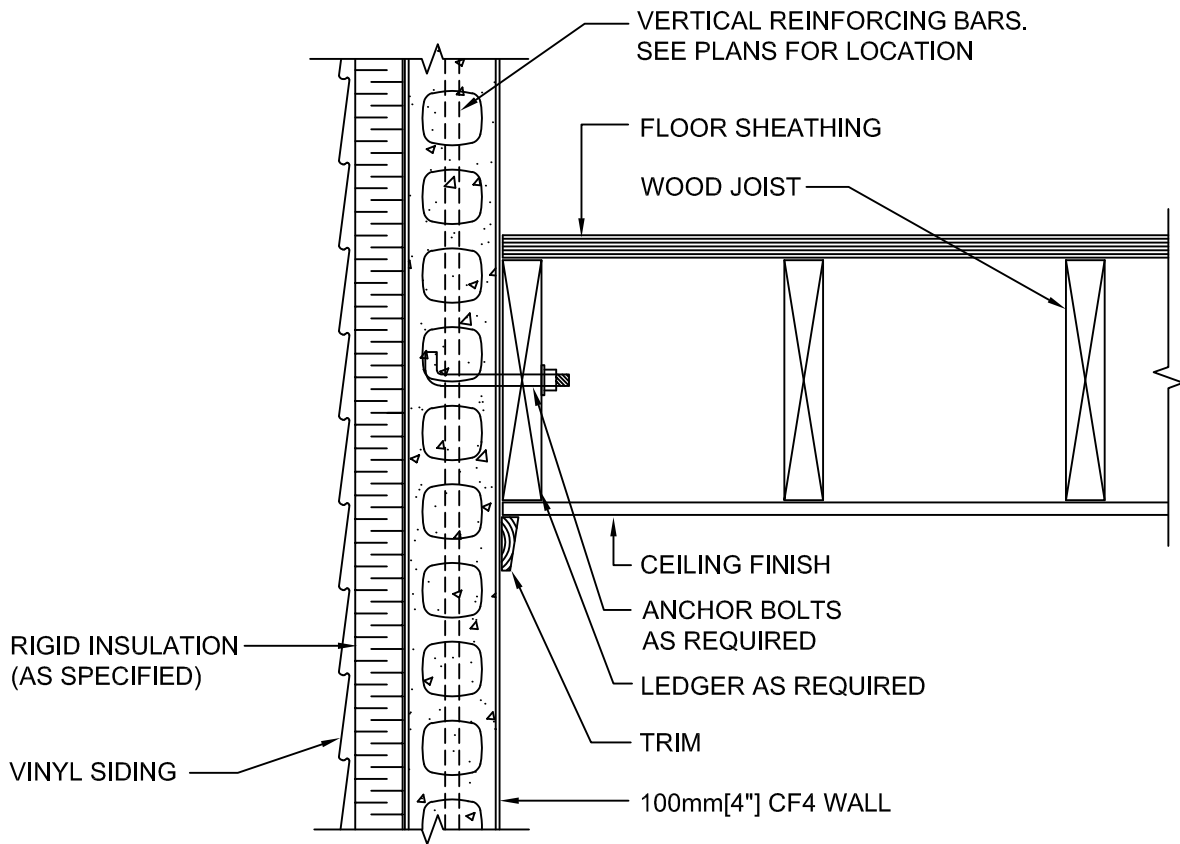 VERTICAL REINFORCING BARS.
SEE PLANS FOR LOCATION
FLOOR SHEATHING
WOOD JOIST
CEILING FINISH
ANCHOR BOLTS
AS REQUIRED
LEDGER AS REQUIRED
TRIM
100mm[4"] CF4 WALL
RIGID INSULATION
(AS SPECIFIED)
VINYL SIDING